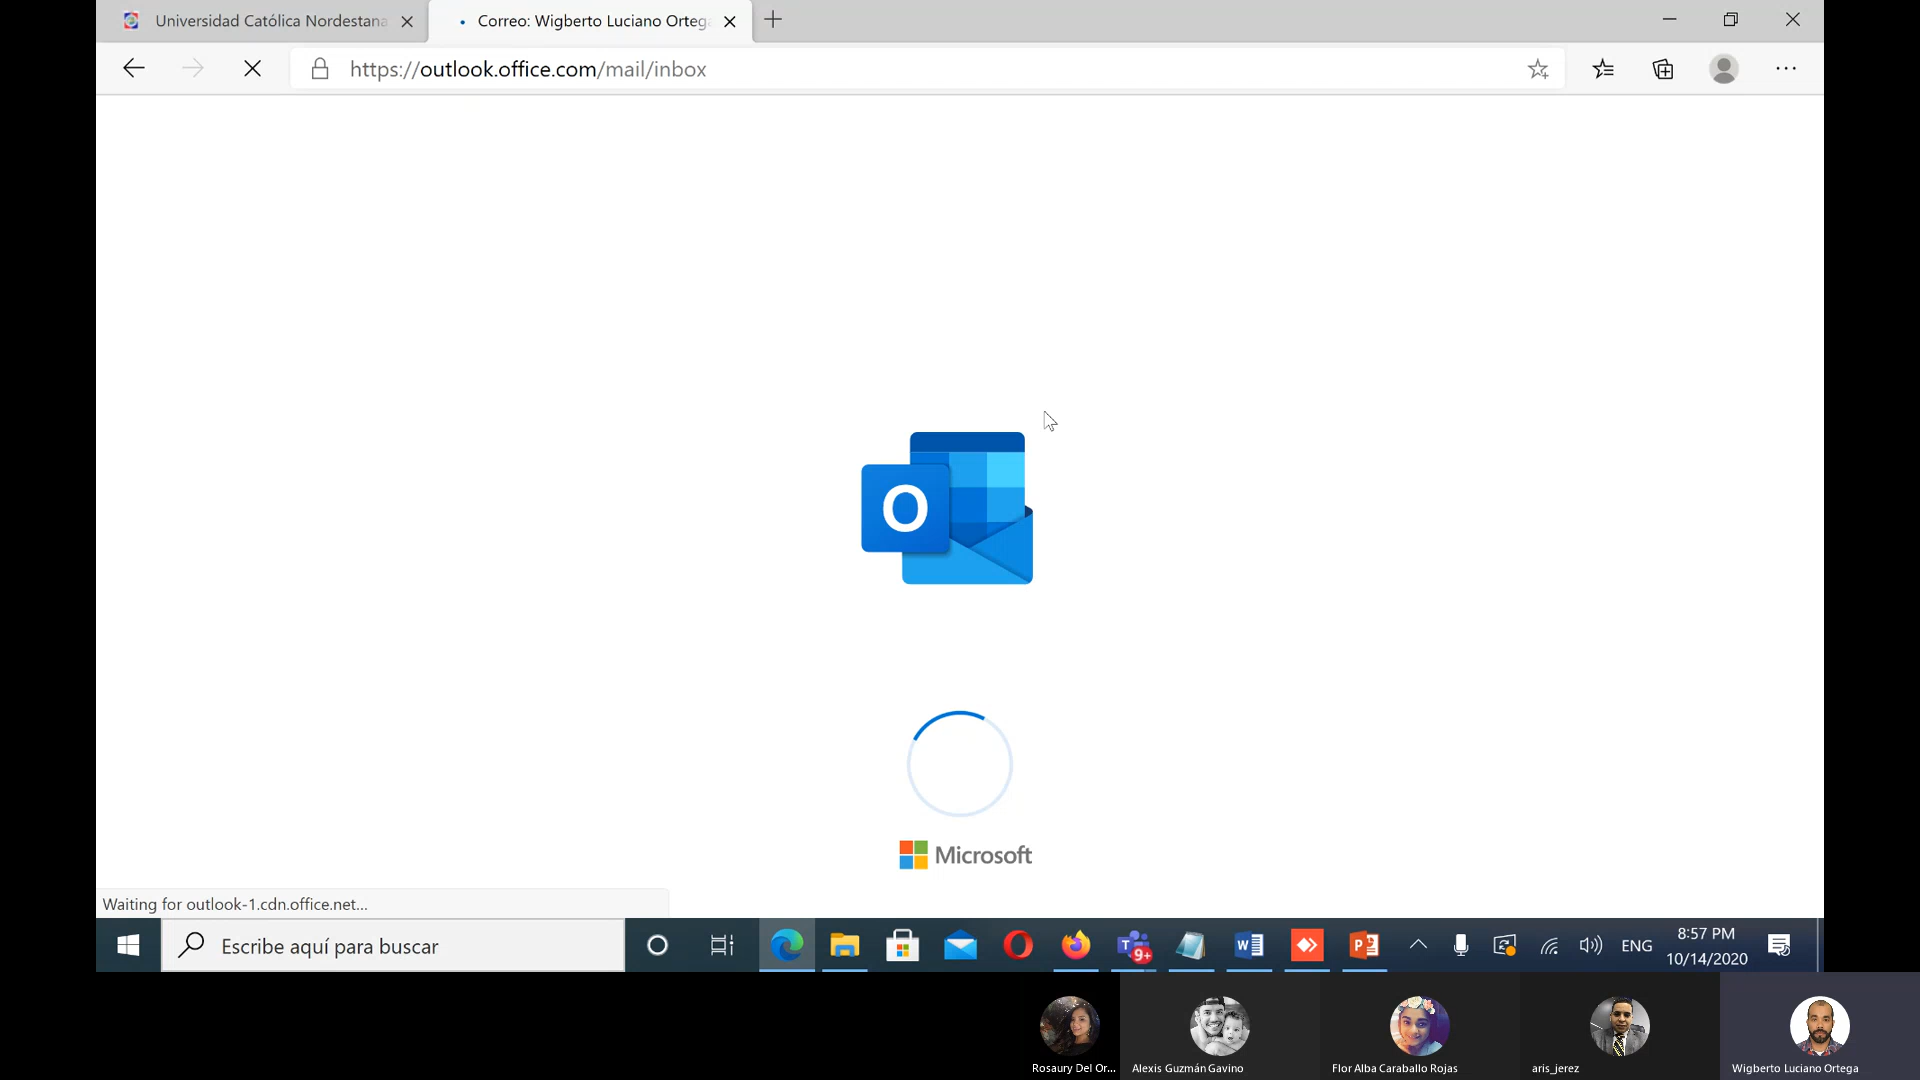 Universidad Católica Nordestana
Correo: Wigberto Luciano Orteg
https://outlook.office.com/mail/inbox
O
Microsoft
Waiting for outlook-1.cdn.office.net...
Escribe aquí para buscar
9+
ENG
8:57 PM
10/14/2020
Rosaury Del Or...
Alexis Guzmán Gavino
Flor Alba Caraballo Rojas
aris_jerez
Wigberto Luciano Ortega